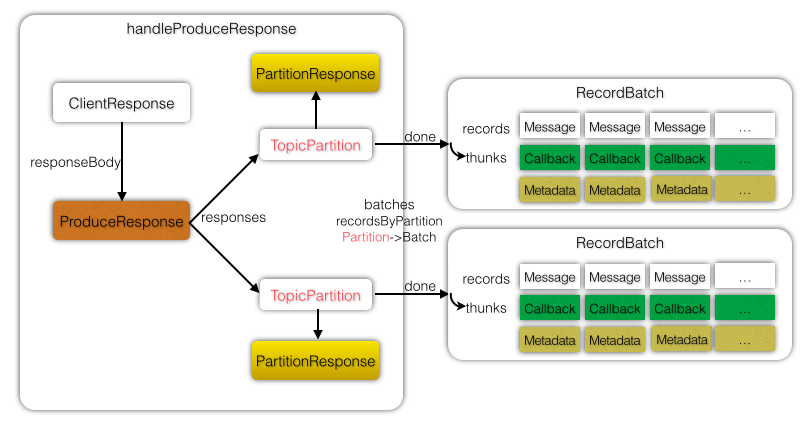 handleProduceResponse
ClientResponse
responseBody
ProduceResponse
responses
PartitionResponse
TopicPartition
done
batches
recordsByPartition
Partition->Batch
TopicPartition
done
PartitionResponse
RecordBatch
records
Message Message Message ...
thunks
Callback Callback Callback ...
Metadata Metadata Metadata ...
RecordBatch
records
Message Message Message ...
thunks
Callback Callback Callback ...
Metadata Metadata Metadata ...